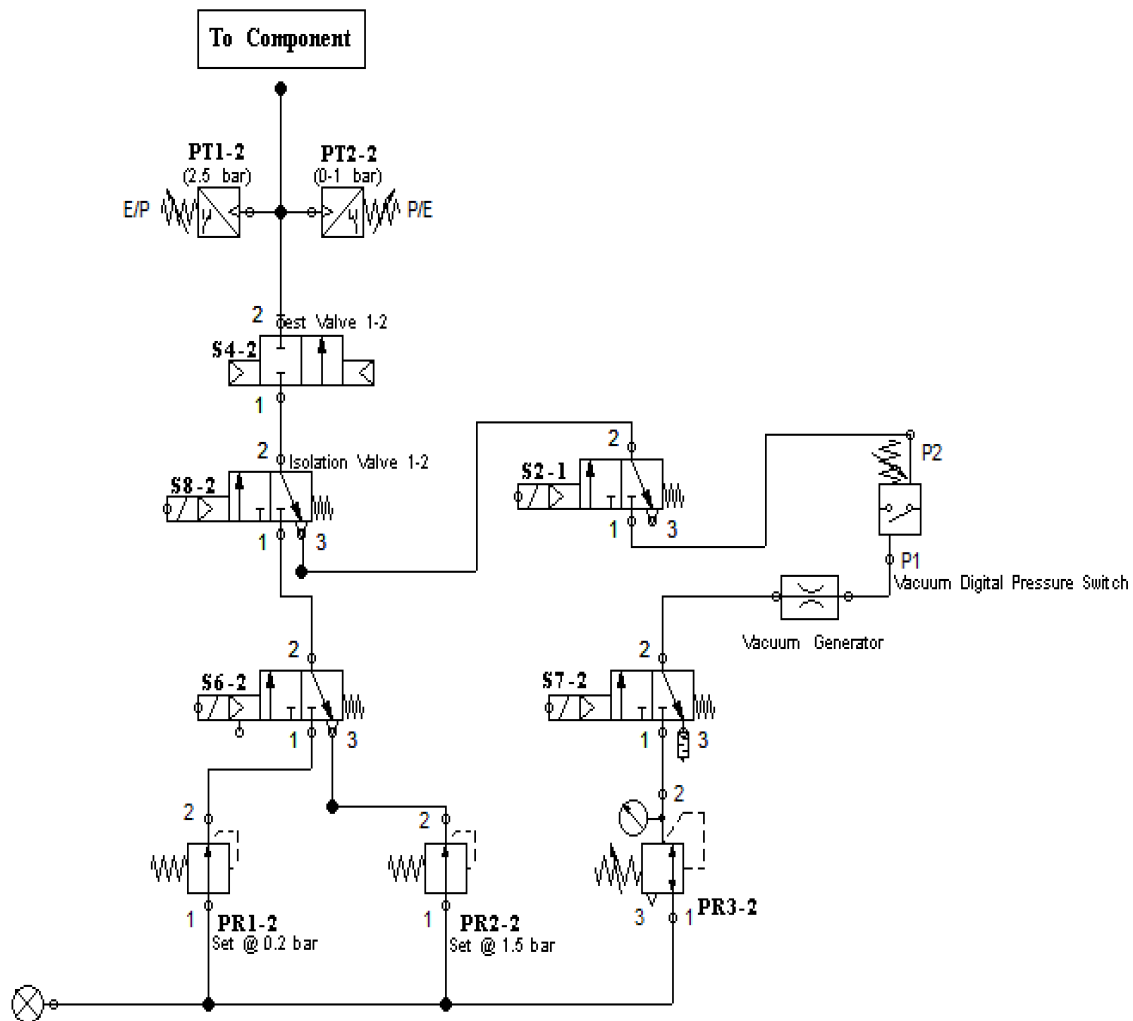 To Component
PT1-2
(2.5 bar)
PT2-2
(0-1 bar)
E/P
P/E
2
est Valve 1-2
S4-2
1
2
Isolation Valve 1-2
S8-2
1
3
2
S2-1
1
3
P2
P1
Vacuum Digital Pressure Switch
Vacuum Generator
2
S6-2
1
3
2
S7-2
1
3
2
PR1-2
Set @ 0.2 bar
1
2
PR2-2
Set @ 1.5 bar
1
2
3
1
PR3-2